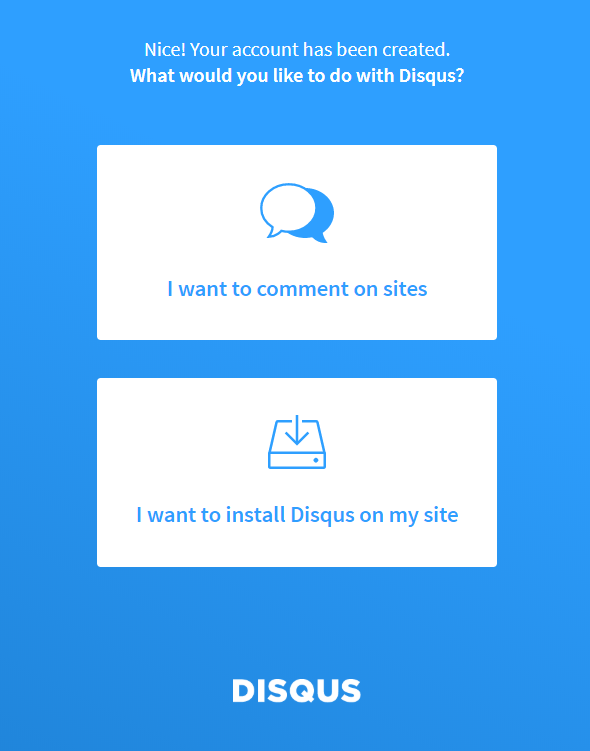 Nice! Your account has been created.
What would you like to do with Disqus?
I want to comment on sites
I want to install Disqus on my site
DISQUS